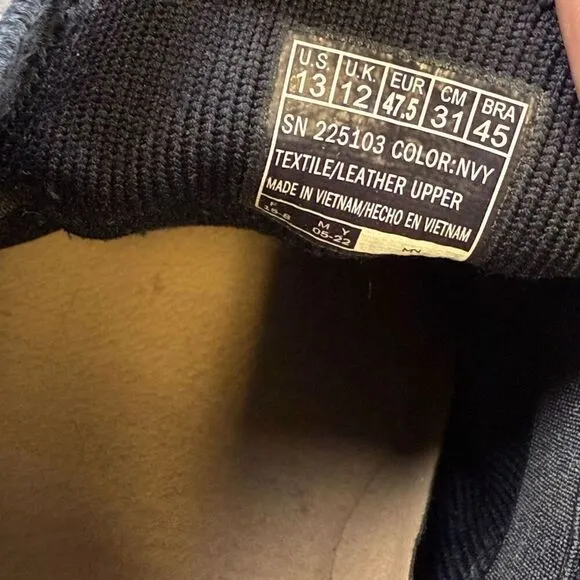 U.S. U.K. EUR CM BRA
13 12 47.5 31 45
SN 225103 COLOR:NVY
TEXTILE/LEATHER UPPER
MADE IN VIETNAM/HECHO EN VIETNAM
F M Y
05-22